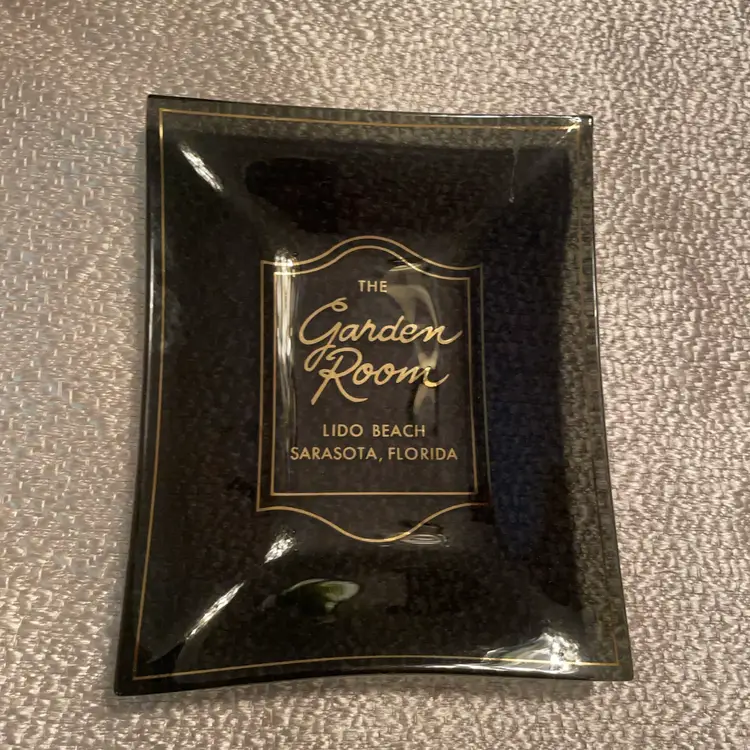 THE
Garden
Room
LIDO BEACH
SARASOTA, FLORIDA